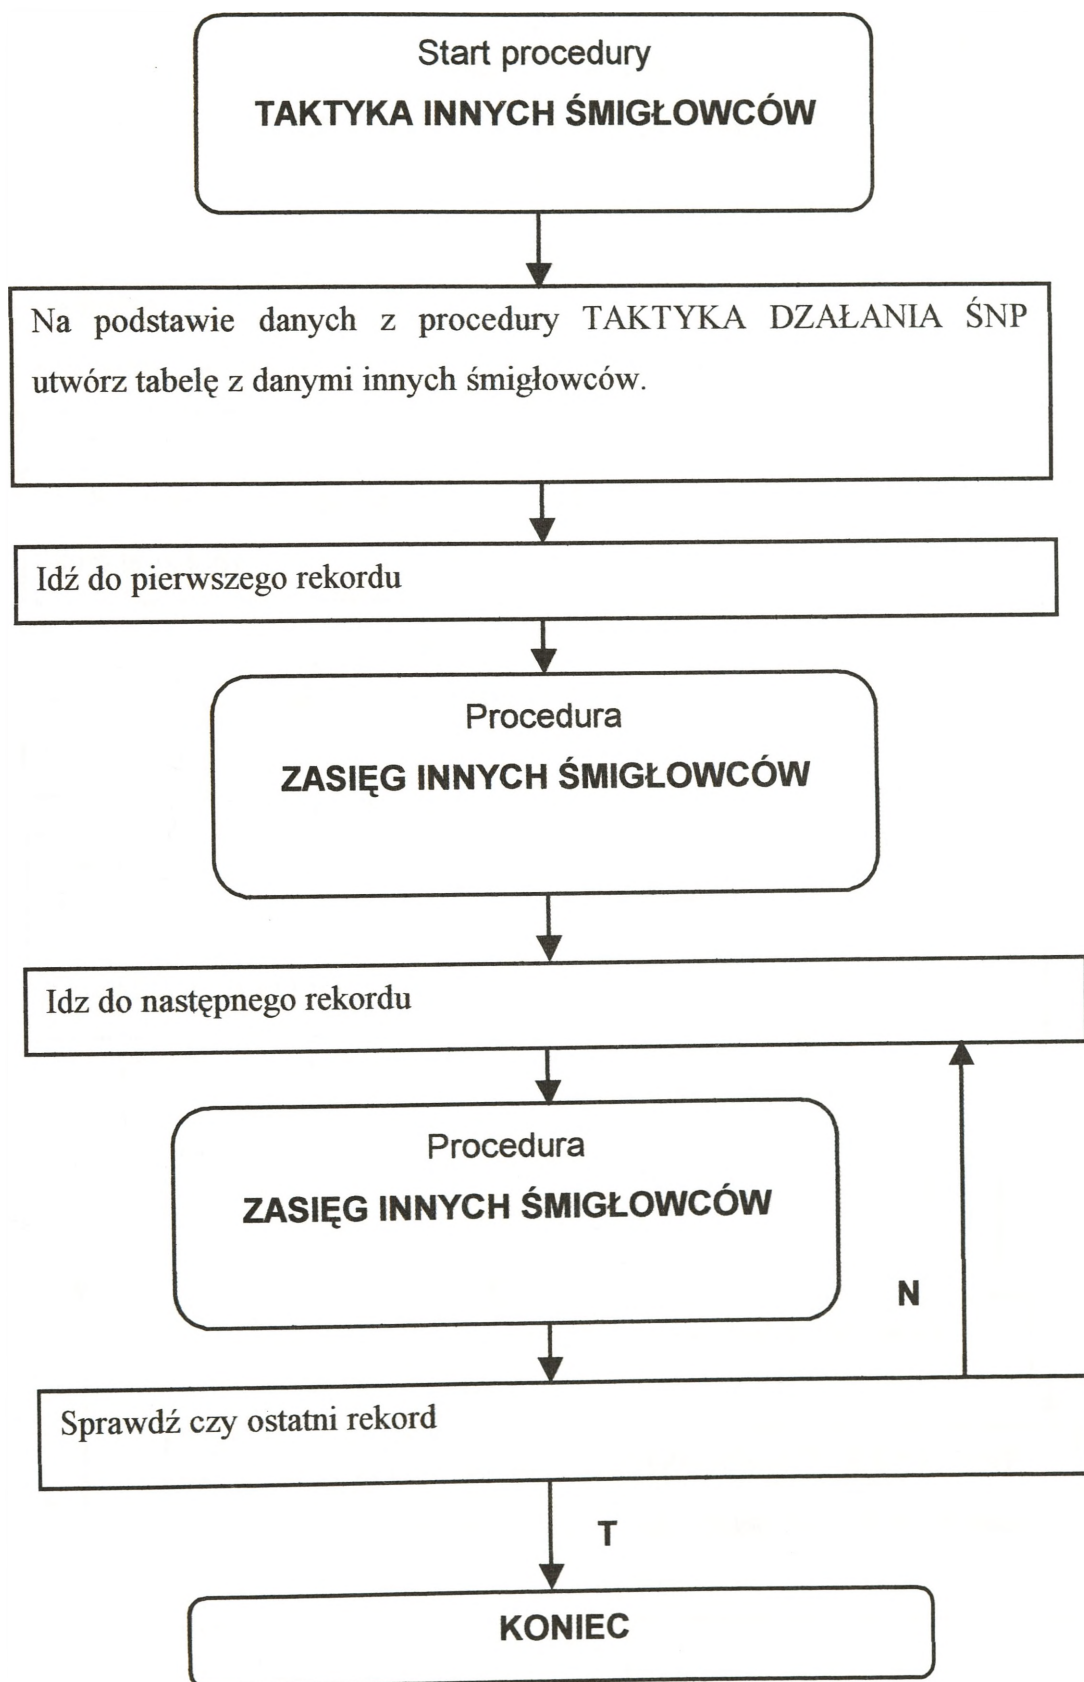 Start procedury
TAKTYKA INNYCH ŚMIGŁOWCÓW
Na podstawie danych z procedury TAKTYKA DZAŁANIA ŚNP
utwórz tabelę z danymi innych śmigłowców.
Idź do pierwszego rekordu
Procedura
ZASIĘG INNYCH ŚMIGŁOWCÓW
Idz do następnego rekordu
Procedura
ZASIĘG INNYCH ŚMIGŁOWCÓW
N
Sprawdź czy ostatni rekord
T
KONIEC